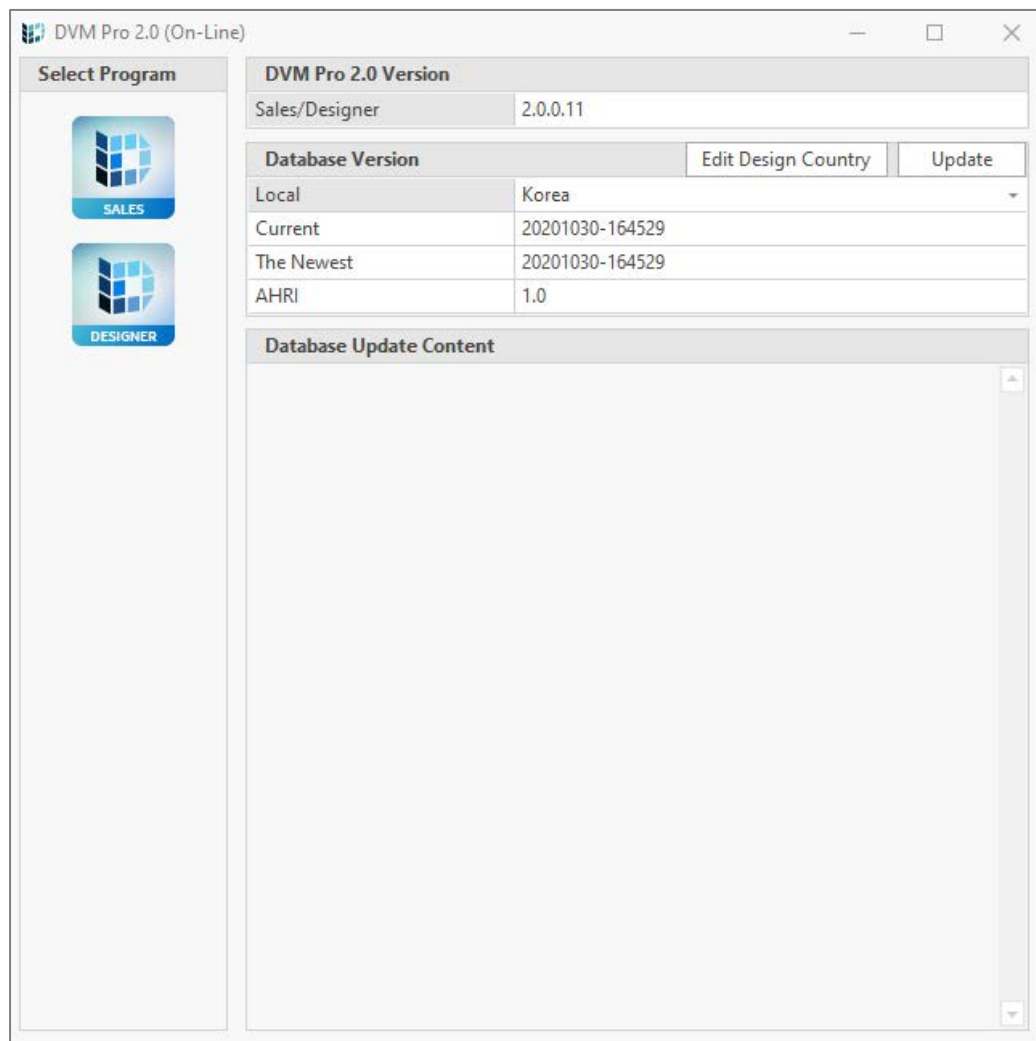 DVM Pro 2.0 (On-Line)
Select Program
SALES
DESIGNER
DVM Pro 2.0 Version
Sales/Designer 2.0.0.11
Database Version Edit Design Country Update
Local Korea
Current 20201030-164529
The Newest 20201030-164529
AHRI 1.0
Database Update Content